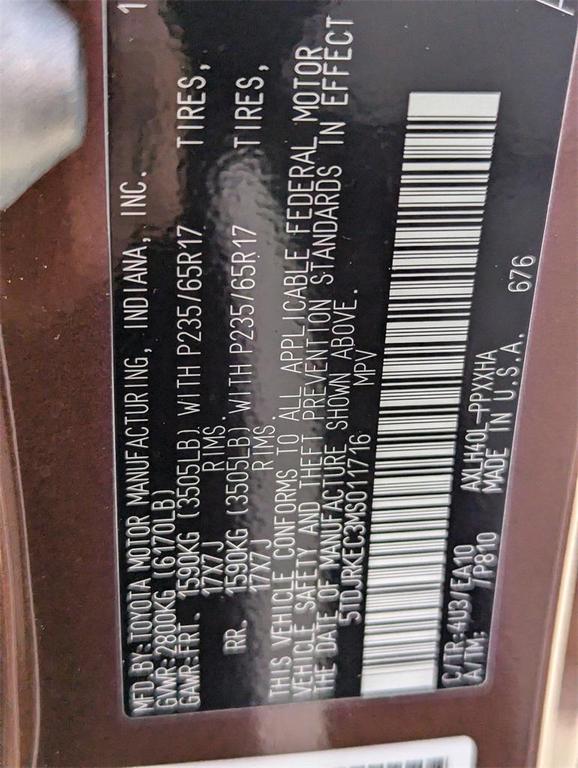 MFD BY: TOYOTA MOTOR MANUFACTURING, INDIANA, INC. 1
GVWR: 2800KG (6170LB)
GAWR: FRT. 1590KG (3505LB) WITH P235/65R17 TIRES,
17X7J RIMS.
RR. 1590KG (3505LB) WITH P235/65R17 TIRES,
17X7J RIMS.
THIS VEHICLE CONFORMS TO ALL APPLICABLE FEDERAL MOTOR
VEHICLE SAFETY AND THEFT PREVENTION STANDARDS IN EFFECT
THE DATE OF MANUFACTURE SHOWN ABOVE.
5TDJRKEC3MS011716 MPV
C/TR: 4U3/EA10 AXLH40L-PPXXHA 676
A/TM: /P810 MADE IN U.S.A.